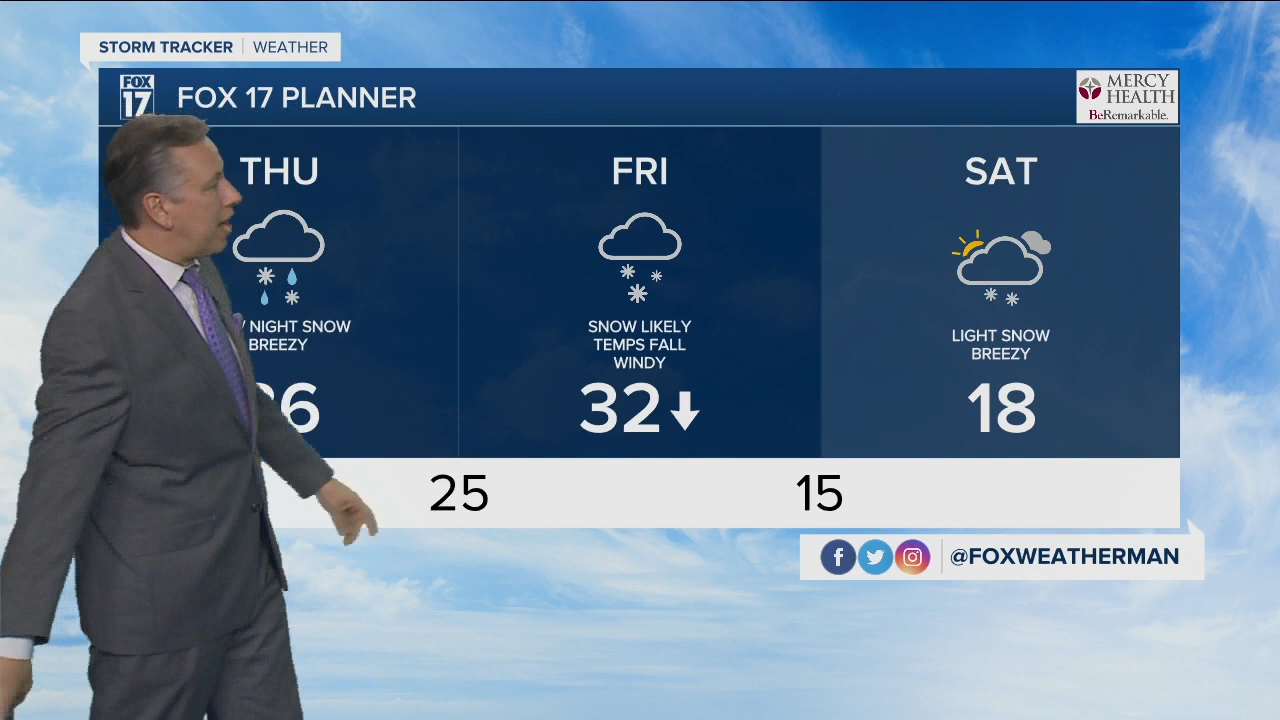 STORM TRACKER WEATHER
FOX
17
FOX 17 PLANNER
MERCY
HEALTH
BeRemarkable.
THU
FRI
SAT
NIGHT SNOW
BREEZY
SNOW LIKELY
TEMPS FALL
WINDY
LIGHT SNOW
BREEZY
6
32
18
25
15
f
@FOXWEATHERMAN